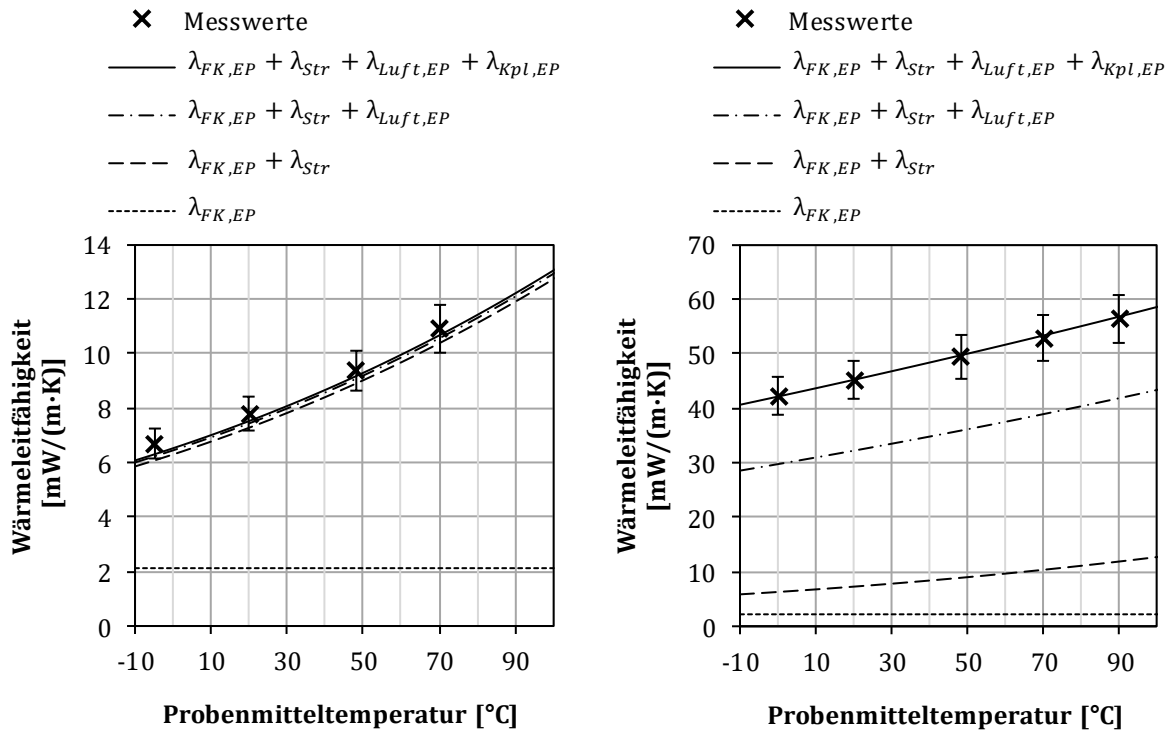 Messwerte
λFK,EP + λStr + λLuft,EP + λKpl,EP
λFK,EP + λStr + λLuft,EP
λFK,EP + λStr
λFK,EP
14
12
10
8
6
4
2
0
-10 10 30 50 70 90
Wärmeleitfähigkeit
[mW/(m·K)]
Probenmitteltemperatur [°C]
Messwerte
λFK,EP + λStr + λLuft,EP + λKpl,EP
λFK,EP + λStr + λLuft,EP
λFK,EP + λStr
λFK,EP
70
60
50
40
30
20
10
0
-10 10 30 50 70 90
Wärmeleitfähigkeit
[mW/(m·K)]
Probenmitteltemperatur [°C]